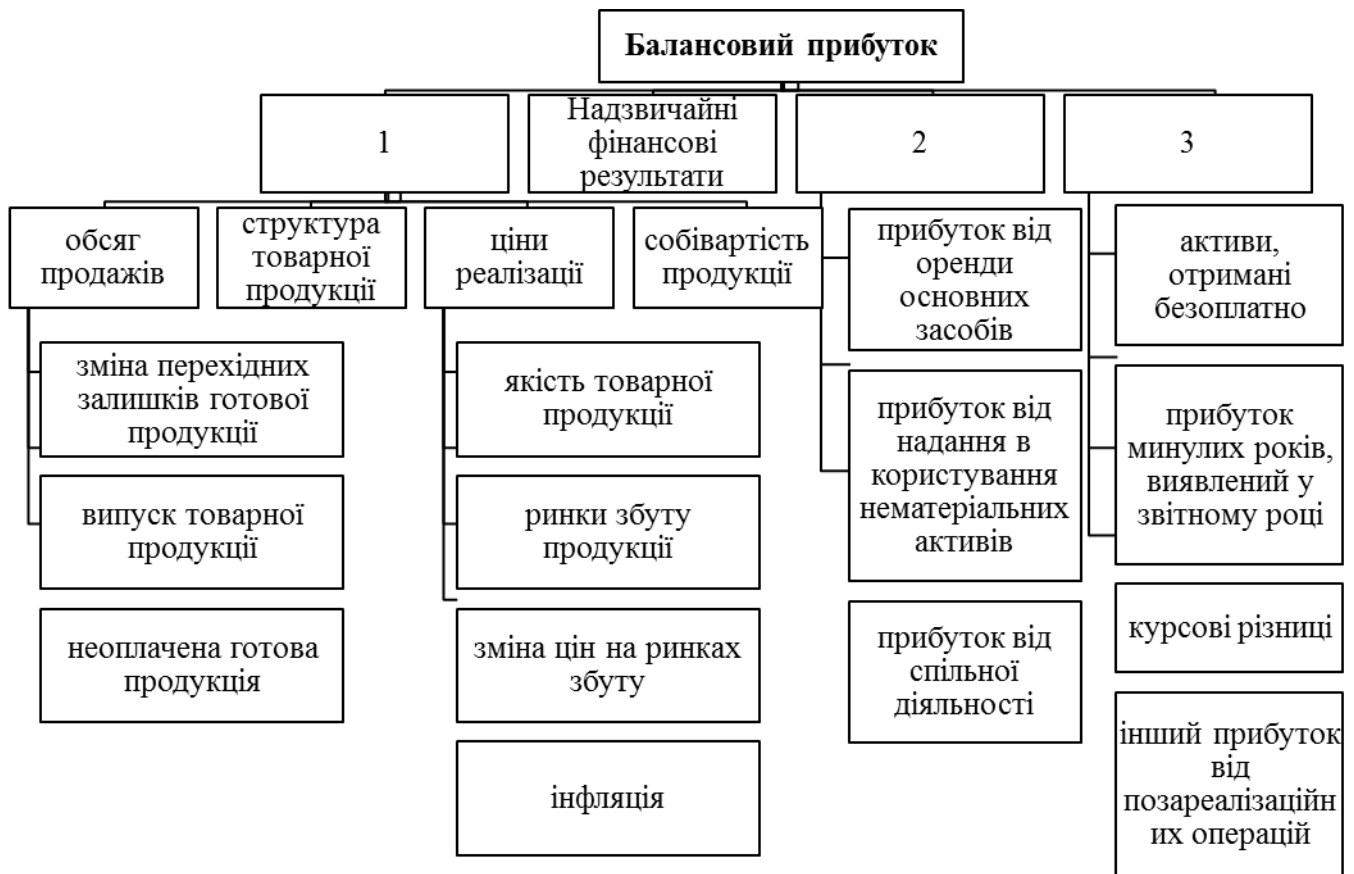 Балансовий прибуток
1
Надзвичайні
фінансові
результати
2
3
обсяг
продажів
структура
товарної
продукції
ціни
реалізації
собівартість
продукції
прибуток від
оренди
основних
засобів
активи,
отримані
безоплатно
зміна перехідних
залишків готової
продукції
якість товарної
продукції
прибуток від
надання в
користування
нематеріальних
активів
прибуток
минулих років,
виявлений у
звітному році
випуск товарної
продукції
ринки збуту
продукції
неоплачена готова
продукція
зміна цін на ринках
збуту
прибуток від
спільної
діяльності
курсові різниці
інфляція
інший прибуток
від
позареалізаційн
их операцій